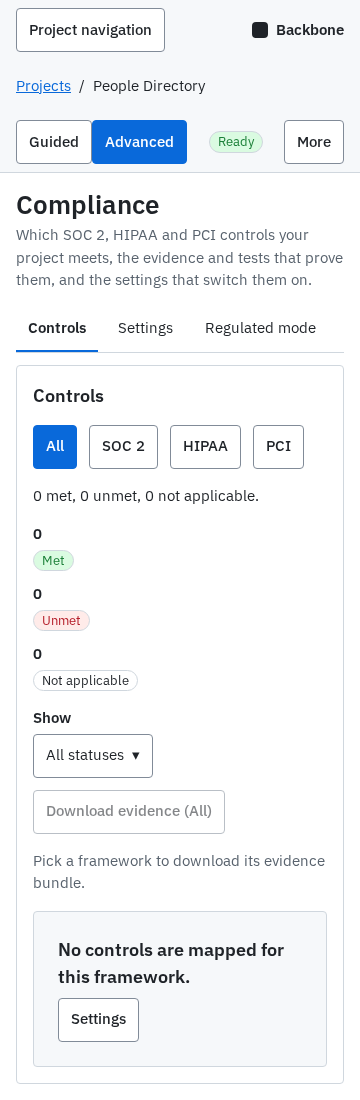 Project navigation
Backbone
Projects / People Directory
Guided
Advanced
Ready
More
Compliance
Which SOC 2, HIPAA and PCI controls your
project meets, the evidence and tests that prove
them, and the settings that switch them on.
Controls
Settings
Regulated mode
Controls
All
SOC 2
HIPAA
PCI
0 met, 0 unmet, 0 not applicable.
0
Met
0
Unmet
0
Not applicable
Show
All statuses ▾
Download evidence (All)
Pick a framework to download its evidence
bundle.
No controls are mapped for
this framework.
Settings